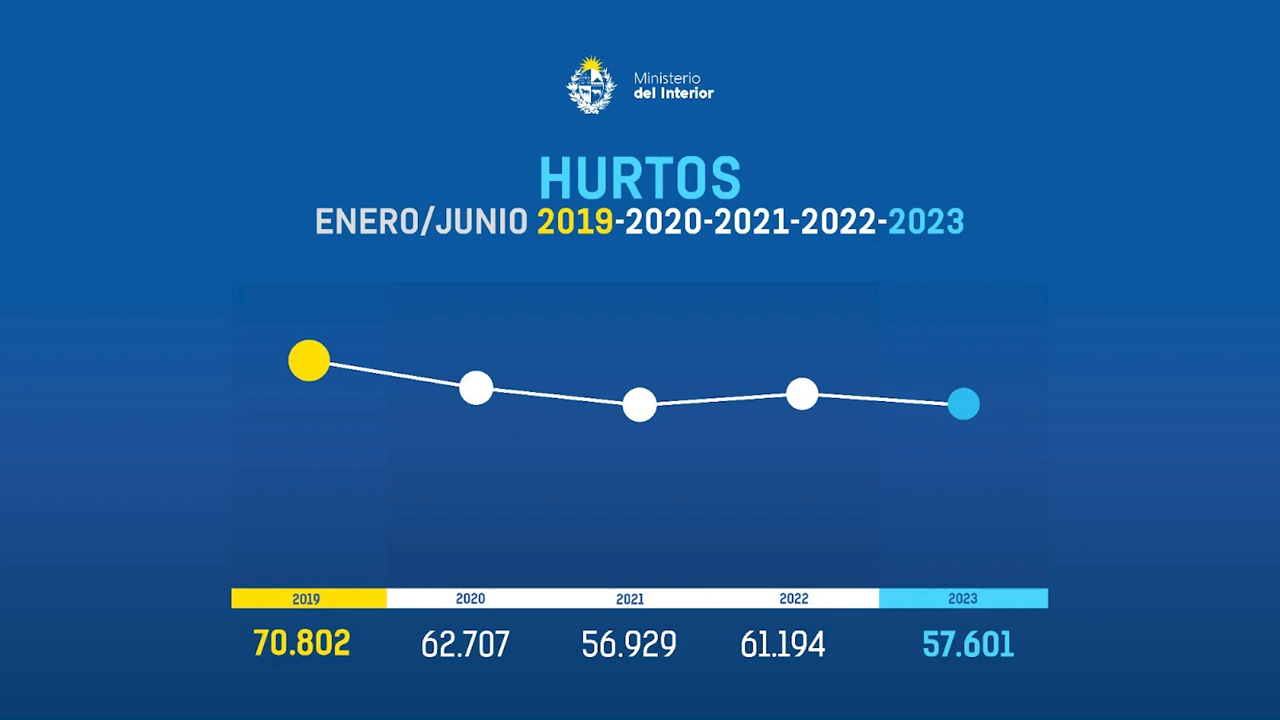 Ministerio
del Interior
HURTOS
ENERO/JUNIO 2019-2020-2021-2022-2023
2019 2020 2021 2022 2023
70.802 62.707 56.929 61.194 57.601